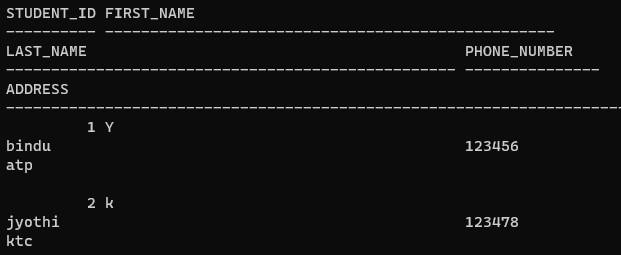 STUDENT_ID FIRST_NAME
---------- --------------------------------------------------
LAST_NAME                                          PHONE_NUMBER
-------------------------------------------------- ---------------
ADDRESS
--------------------------------------------------------------------
         1 Y
bindu                                              123456
atp

         2 k
jyothi                                             123478
ktc